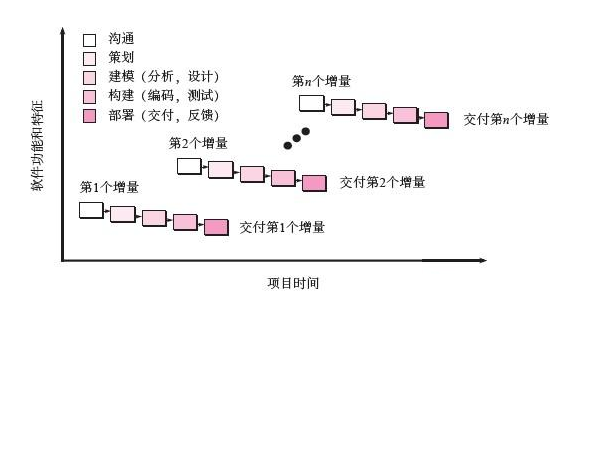 沟通
策划
建模（分析，设计）
构建（编码，测试）
部署（交付，反馈）
第n个增量
交付第n个增量
第2个增量
交付第2个增量
第1个增量
交付第1个增量
软件功能和特征
项目时间